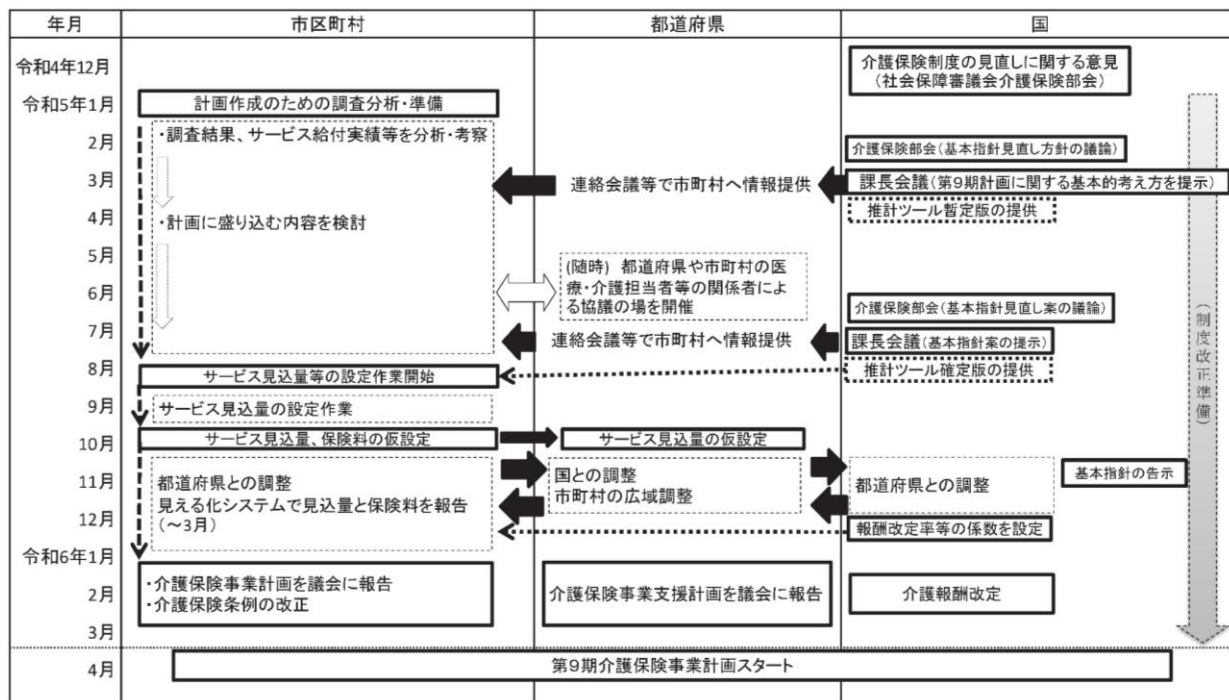 年月
市区町村
都道府県
国
令和4年12月
介護保険制度の見直しに関する意見
(社会保障審議会介護保険部会)
令和5年1月
計画作成のための調査分析・準備
・調査結果、サービス給付実績等を分析・考察
2月
介護保険部会(基本指針見直し方針の議論)
3月
連絡会議等で市町村へ情報提供
課長会議(第9期計画に関する基本的考え方を提示)
4月
・計画に盛り込む内容を検討
推計ツール暫定版の提供
5月
(随時) 都道府県や市町村の医
療・介護担当者等の関係者によ
る協議の場を開催
6月
介護保険部会(基本指針見直し案の議論)
7月
連絡会議等で市町村へ情報提供
課長会議(基本指針案の提示)
(制度改正準備)
8月
サービス見込量等の設定作業開始
推計ツール確定版の提供
9月
サービス見込量の設定作業
10月
サービス見込量、保険料の仮設定
サービス見込量の仮設定
11月
都道府県との調整
見える化システムで見込量と保険料を報告
(~3月)
国との調整
市町村の広域調整
都道府県との調整
基本指針の告示
12月
報酬改定率等の係数を設定
令和6年1月
・介護保険事業計画を議会に報告
・介護保険条例の改正
2月
介護保険事業支援計画を議会に報告
介護報酬改定
3月
4月
第9期介護保険事業計画スタート